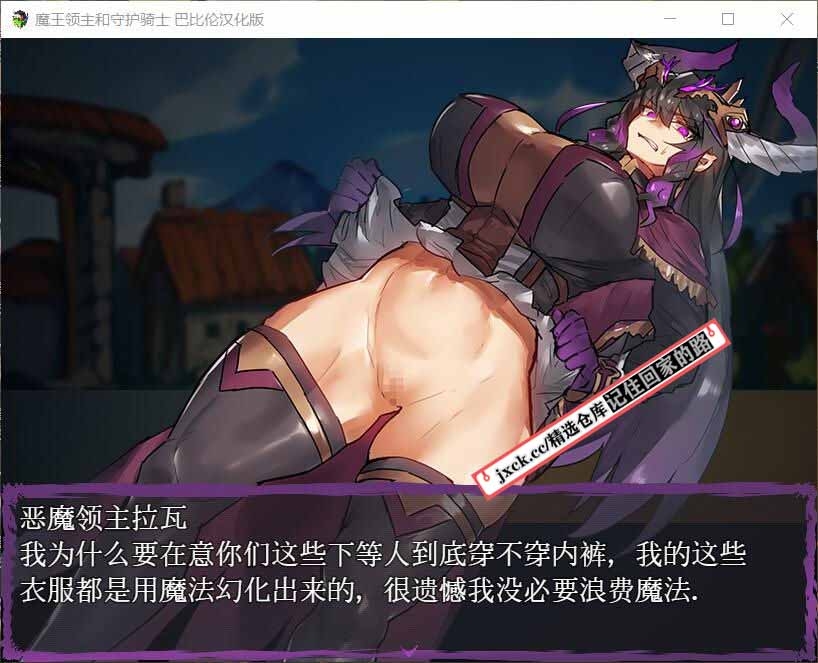 魔王领主和守护骑士 巴比伦汉化版
jxck.cc/精选仓库记住回家的路
恶魔领主拉瓦
我为什么要在意你们这些下等人到底穿不穿内裤，我的这些
衣服都是用魔法幻化出来的，很遗憾我没必要浪费魔法.